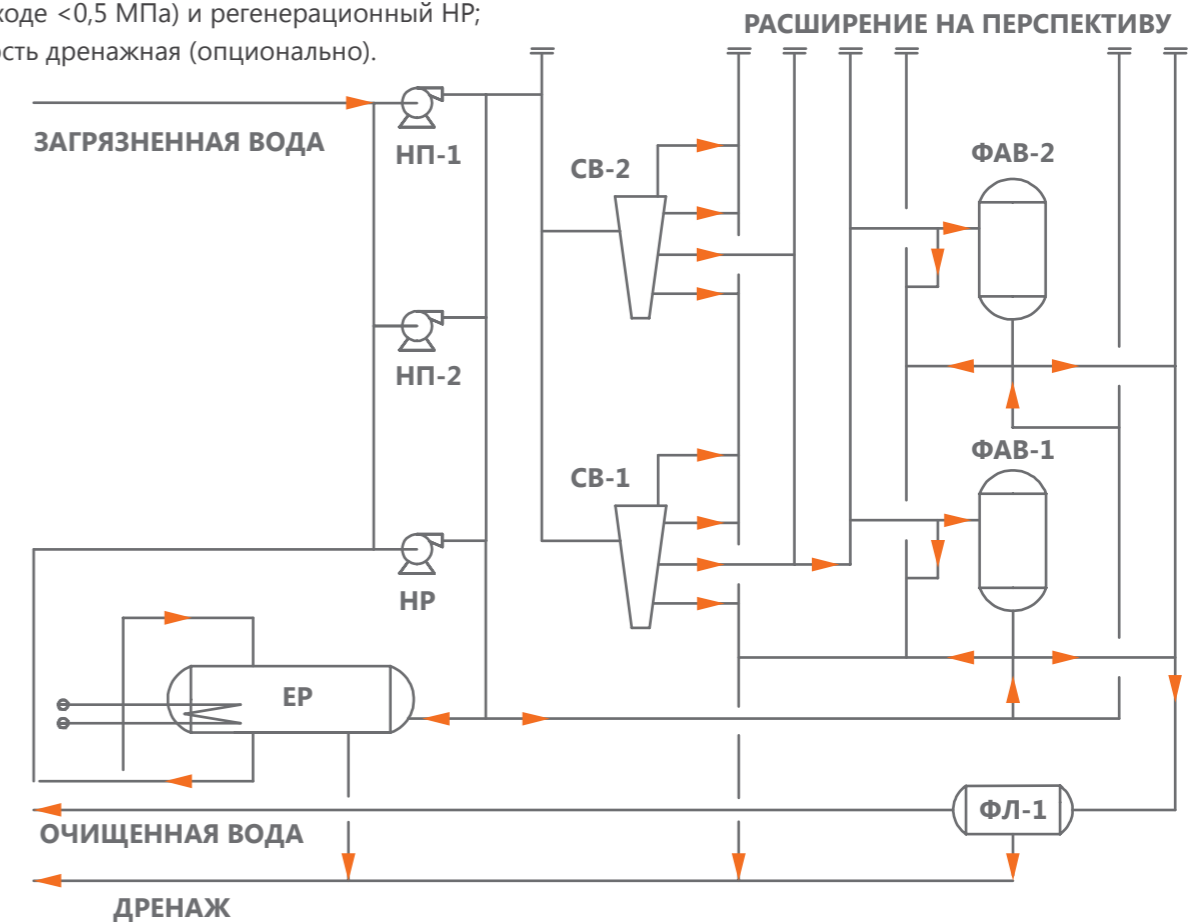 ходе <0,5 МПа) и регенерационный НР;
ость дренажная (опционально).
РАСШИРЕНИЕ НА ПЕРСПЕКТИВУ
ЗАГРЯЗНЕННАЯ ВОДА
НП-1
СВ-2
ФАВ-2
НП-2
СВ-1
ФАВ-1
НР
ЕР
ФЛ-1
ОЧИЩЕННАЯ ВОДА
ДРЕНАЖ